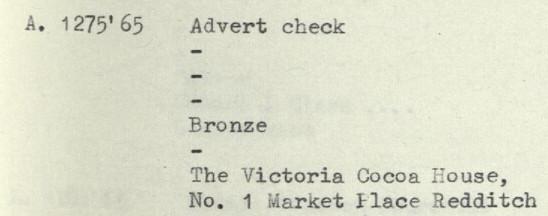 A. 1275'65 Advert check
-
-
-
Bronze
-
The Victoria Cocoa House,
No. 1 Market Place Redditch